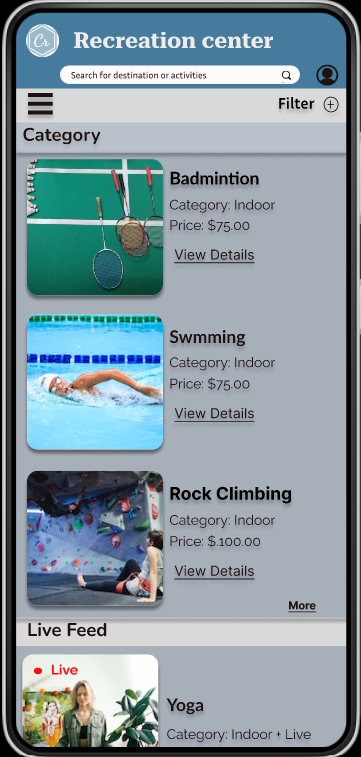 Cr
Recreation center
Search for destination or activities
Filter
Category
Badmintion
Category: Indoor
Price: $75.00
View Details
Swmming
Category: Indoor
Price: $75.00
View Details
Rock Climbing
Category: Indoor
Price: $.100.00
View Details
More
Live Feed
Live
Yoga
Category: Indoor + Live